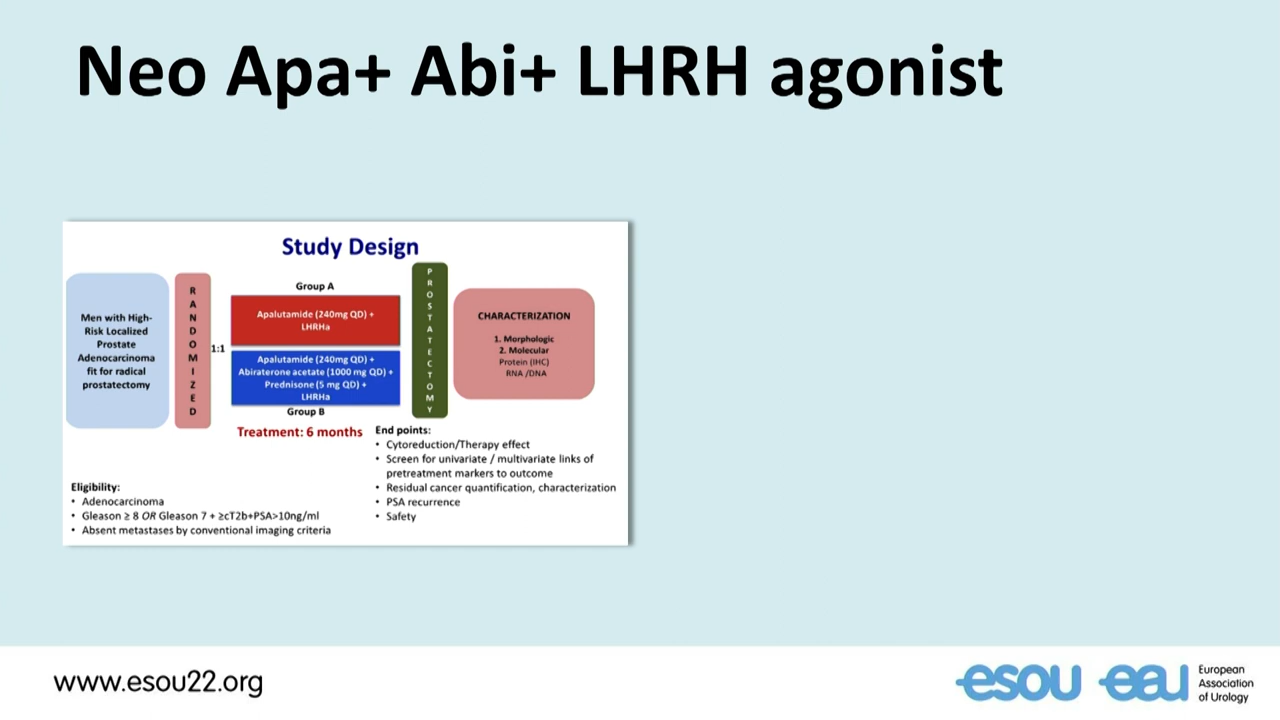 Neo Apa+ Abi+ LHRH agonist
Study Design
Men with High-
Risk Localized
Prostate
Adenocarcinoma
fit for radical
prostatectomy
RANDOMIZED
1:1
Group A
Apalutamide (240mg QD) +
LHRHa
Apalutamide (240mg QD) +
Abiraterone acetate (1000 mg QD) +
Prednisone (5 mg QD) +
LHRHa
Group B
Treatment: 6 months
PROSTATECTOMY
CHARACTERIZATION
1. Morphologic
2. Molecular
Protein (IHC)
RNA /DNA
End points:
• Cytoreduction/Therapy effect
• Screen for univariate / multivariate links of
pretreatment markers to outcome
• Residual cancer quantification, characterization
• PSA recurrence
• Safety
Eligibility:
• Adenocarcinoma
• Gleason ≥ 8 OR Gleason 7 + ≥cT2b+PSA>10ng/ml
• Absent metastases by conventional imaging criteria
www.esou22.org
esou eau
European
Association
of Urology